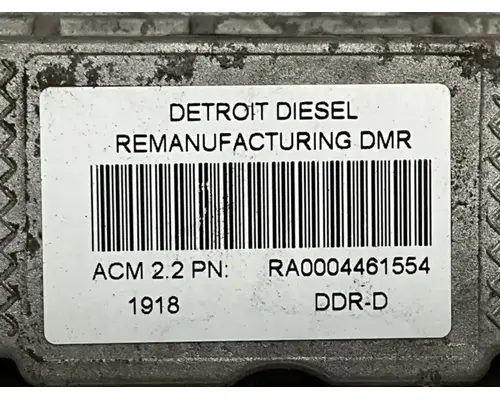 DETROIT DIESEL
REMANUFACTURING DMR
ACM 2.2 PN: RA0004461554
1918 DDR-D